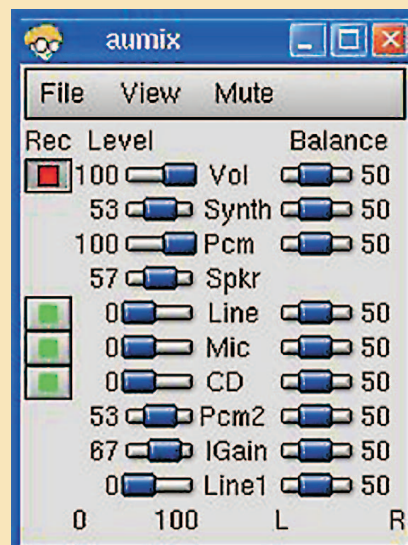 aumix
File View Mute
Rec Level Balance
100 Vol 50
53 Synth 50
100 Pcm 50
57 Spkr
0 Line 50
0 Mic 50
0 CD 50
53 Pcm2 50
67 IGain 50
0 Line1 50
0 100 L R